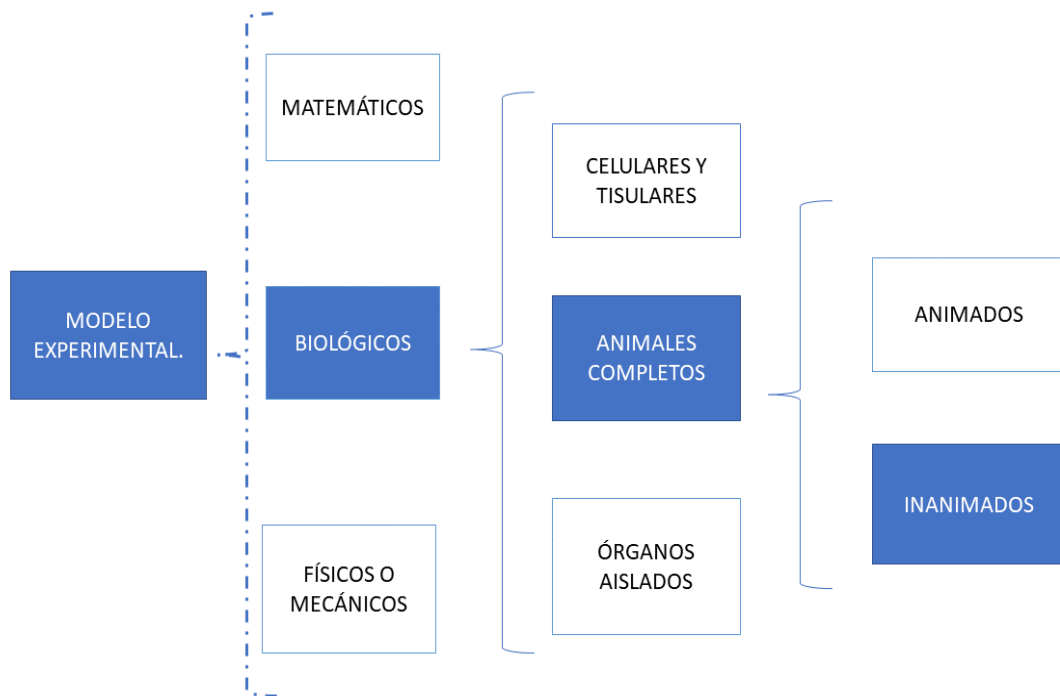 MODELO
EXPERIMENTAL.
MATEMÁTICOS
BIOLÓGICOS
FÍSICOS O
MECÁNICOS
CELULARES Y
TISULARES
ANIMALES
COMPLETOS
ÓRGANOS
AISLADOS
ANIMADOS
INANIMADOS